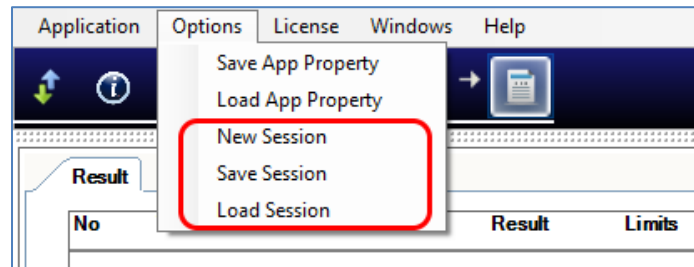 Application Options License Windows Help
Save App Property
Load App Property
New Session
Save Session
Load Session
Result
No Result Limits